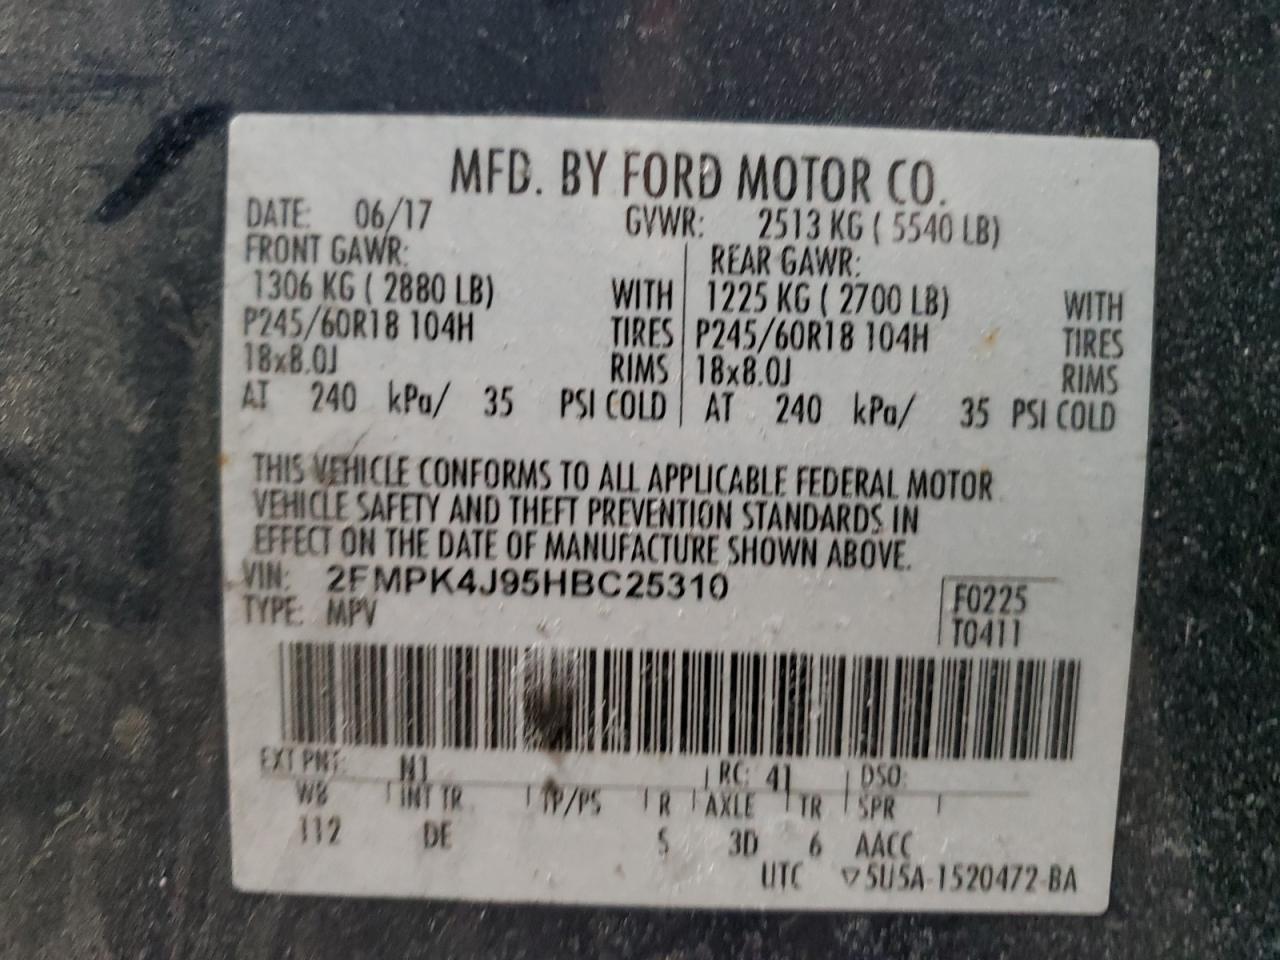 MFD. BY FORD MOTOR CO.
DATE: 06/17 GVWR: 2513 KG ( 5540 LB)
FRONT GAWR: REAR GAWR:
1306 KG ( 2880 LB) WITH 1225 KG ( 2700 LB) WITH
P245/60R18 104H TIRES P245/60R18 104H TIRES
18x8.0J RIMS 18x8.0J RIMS
AT 240 kPa/ 35 PSI COLD AT 240 kPa/ 35 PSI COLD
THIS VEHICLE CONFORMS TO ALL APPLICABLE FEDERAL MOTOR
VEHICLE SAFETY AND THEFT PREVENTION STANDARDS IN
EFFECT ON THE DATE OF MANUFACTURE SHOWN ABOVE.
VIN: 2FMPK4J95HBC25310
TYPE: MPV
F0225
T0411
EXT PNT: N1 RC: 41 DSO:
WB INT TR TP/PS R AXLE TR SPR
112 DE S 3D 6 AACC
UTC ▽5U5A-1520472-BA